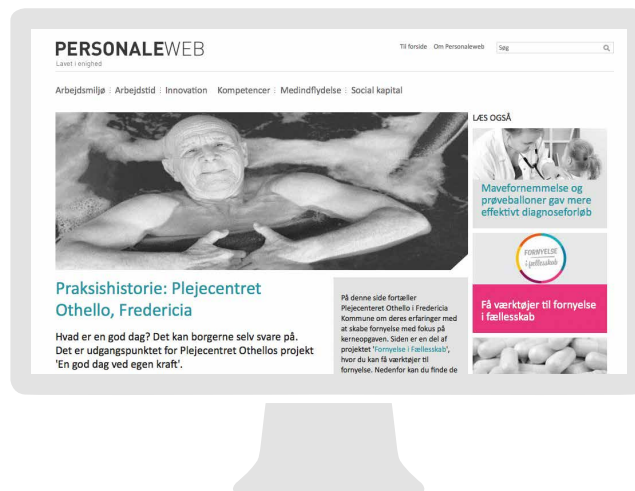 PERSONALEWEB
Lavet i enighed
Til forside Om Personaleweb Søg
Arbejdsmiljø Arbejdstid Innovation Kompetencer Medindflydelse Social kapital
Praksishistorie: Plejecentret
Othello, Fredericia
Hvad er en god dag? Det kan borgerne selv svare på.
Det er udgangspunktet for Plejecentret Othellos projekt
'En god dag ved egen kraft'.
På denne side fortæller
Plejecenteret Othello i Fredericia
Kommune om deres erfaringer med
at skabe fornyelse med fokus på
kerneopgaven. Siden er en del af
projektet 'Fornyelse i Fællesskab',
hvor du kan få værktøjer til
fornyelse. Nedenfor kan du finde de
LÆS OGSÅ
Mavefornemmelse og
prøveballoner gav mere
effektivt diagnoseforløb
FORNYELSE
i fællesskab
Få værktøjer til fornyelse
i fællesskab